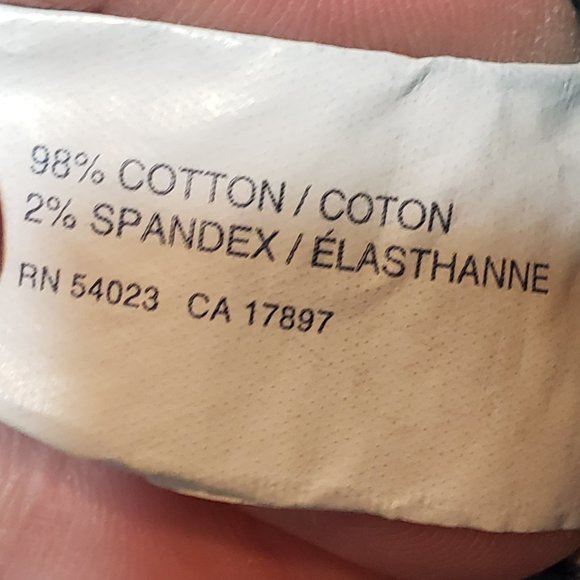 98% COTTON / COTON
2% SPANDEX / ÉLASTHANNE
RN 54023 CA 17897